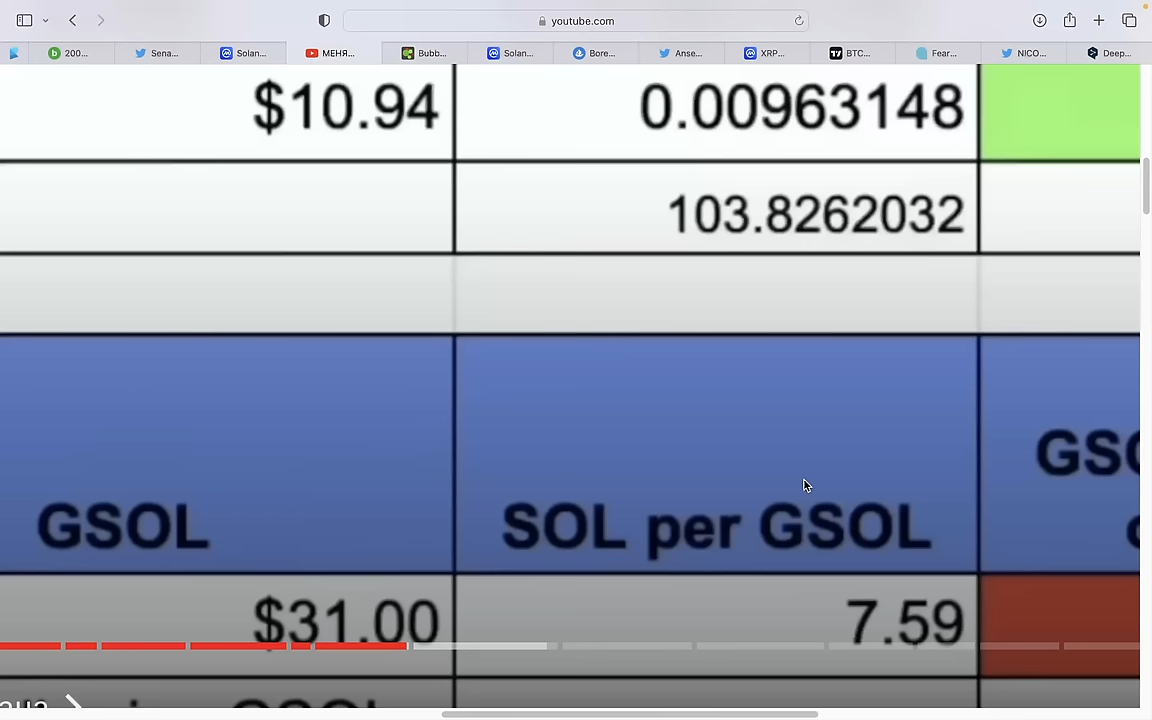 youtube.com
200... Sena... Solan... МЕНЯ... Bubb... Solan... Bore... Anse... XRP... BTC... Fear... NICO... Deep...
$10.94 0.00963148
103.8262032
GSOL SOL per GSOL
$31.00 7.59